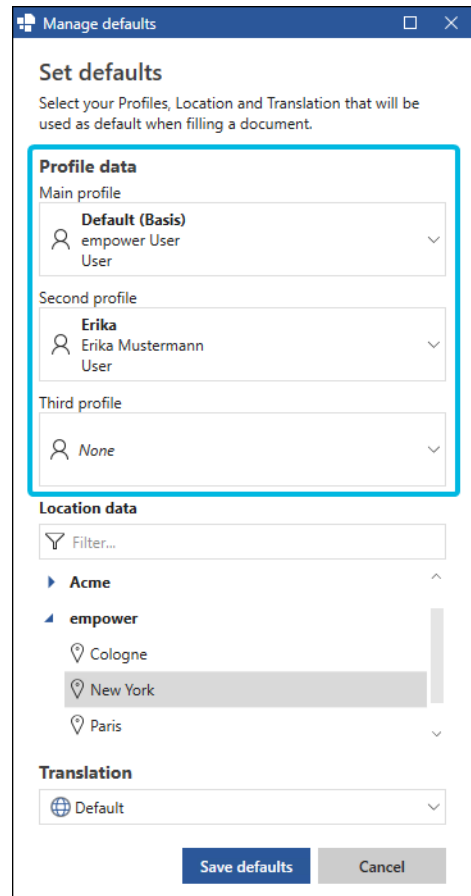 Manage defaults
Set defaults
Select your Profiles, Location and Translation that will be
used as default when filling a document.
Profile data
Main profile
Default (Basis)
empower User
User
Second profile
Erika
Erika Mustermann
User
Third profile
None
Location data
Filter...
Acme
empower
Cologne
New York
Paris
Translation
Default
Save defaults
Cancel